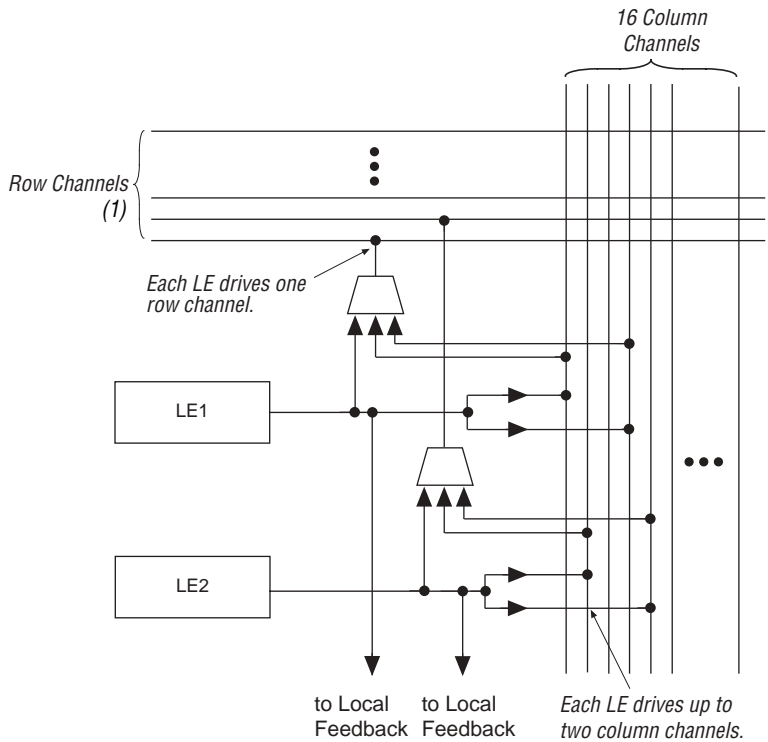 16 Column
Channels
Row Channels
(1)
Each LE drives one
row channel.
LE1
LE2
to Local
Feedback
to Local
Feedback
Each LE drives up to
two column channels.